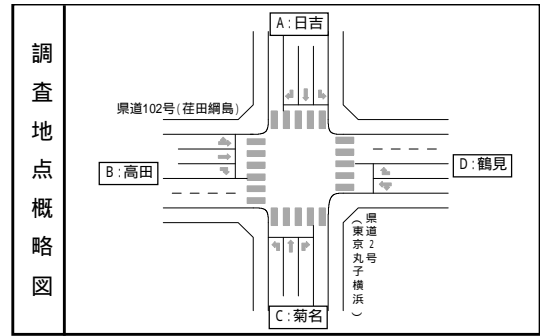 調査地点概略図
A:日吉
県道102号(荏田綱島)
B:高田
D:鶴見
県道2号
(東京丸子横浜)
C:菊名